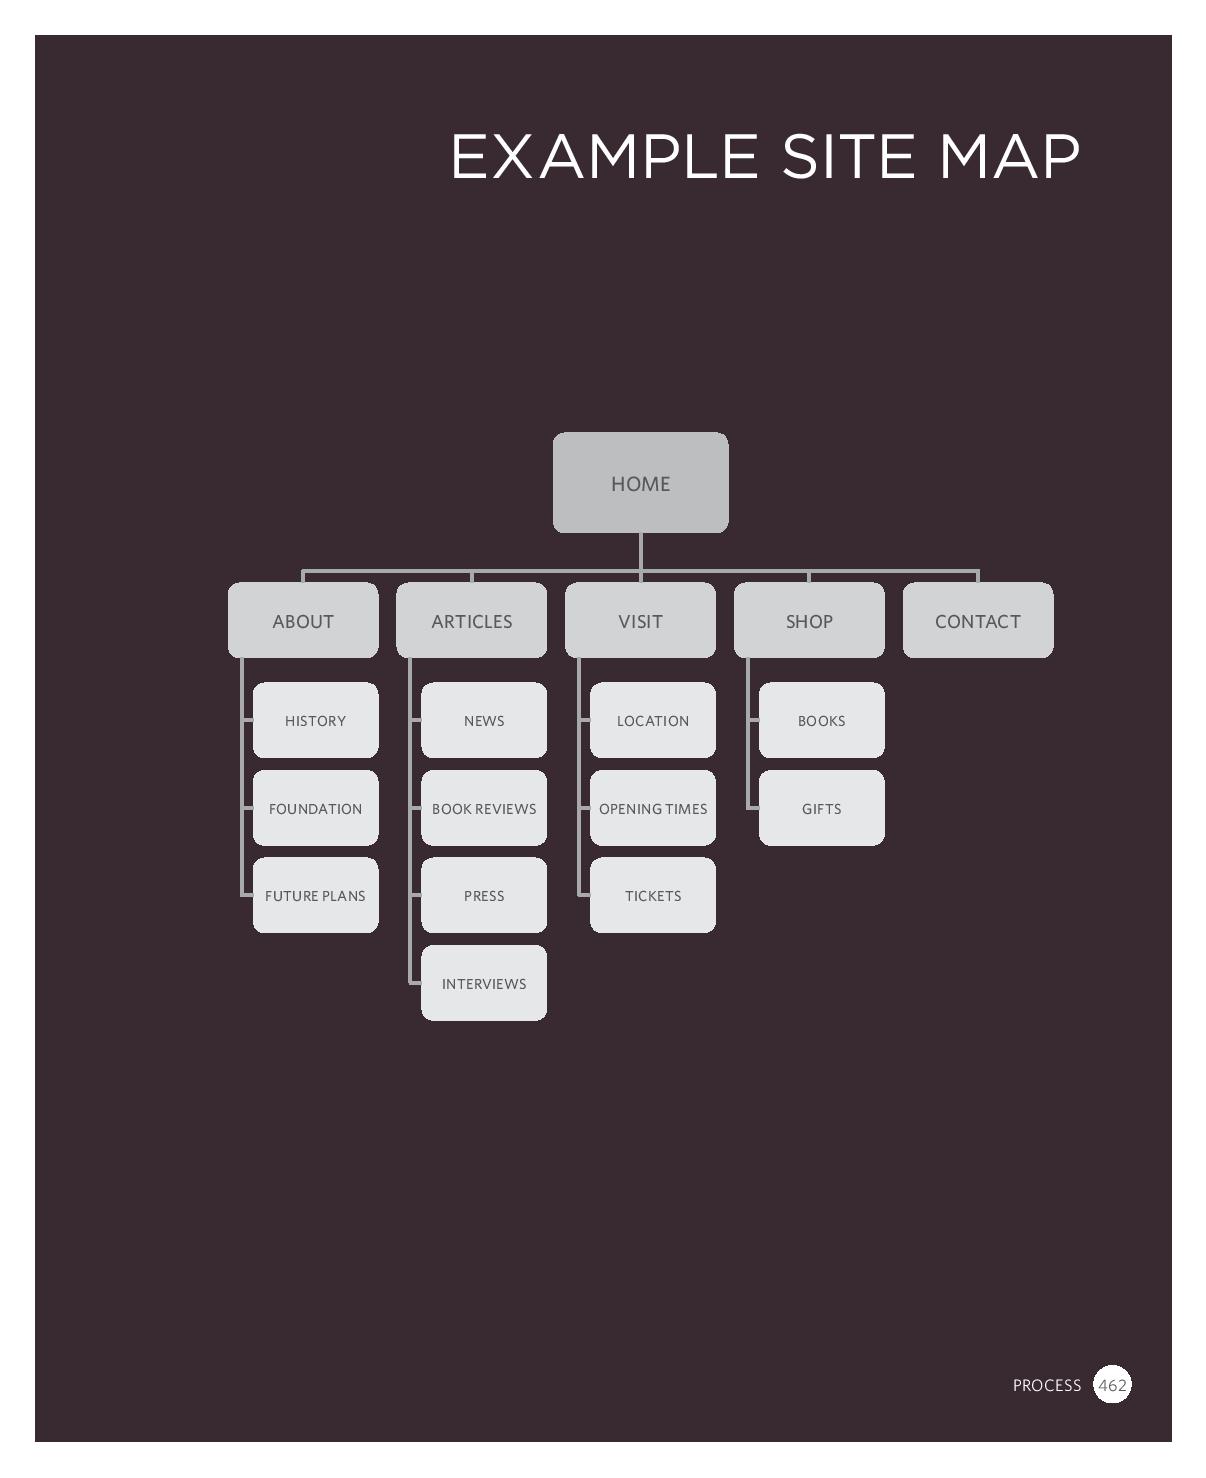 EXAMPLE SITE MAP
HOME
ABOUT
ARTICLES
VISIT
SHOP
CONTACT
HISTORY
NEWS
LOCATION
BOOKS
FOUNDATION
BOOK REVIEWS
OPENING TIMES
GIFTS
FUTURE PLANS
PRESS
TICKETS
INTERVIEWS
PROCESS 462